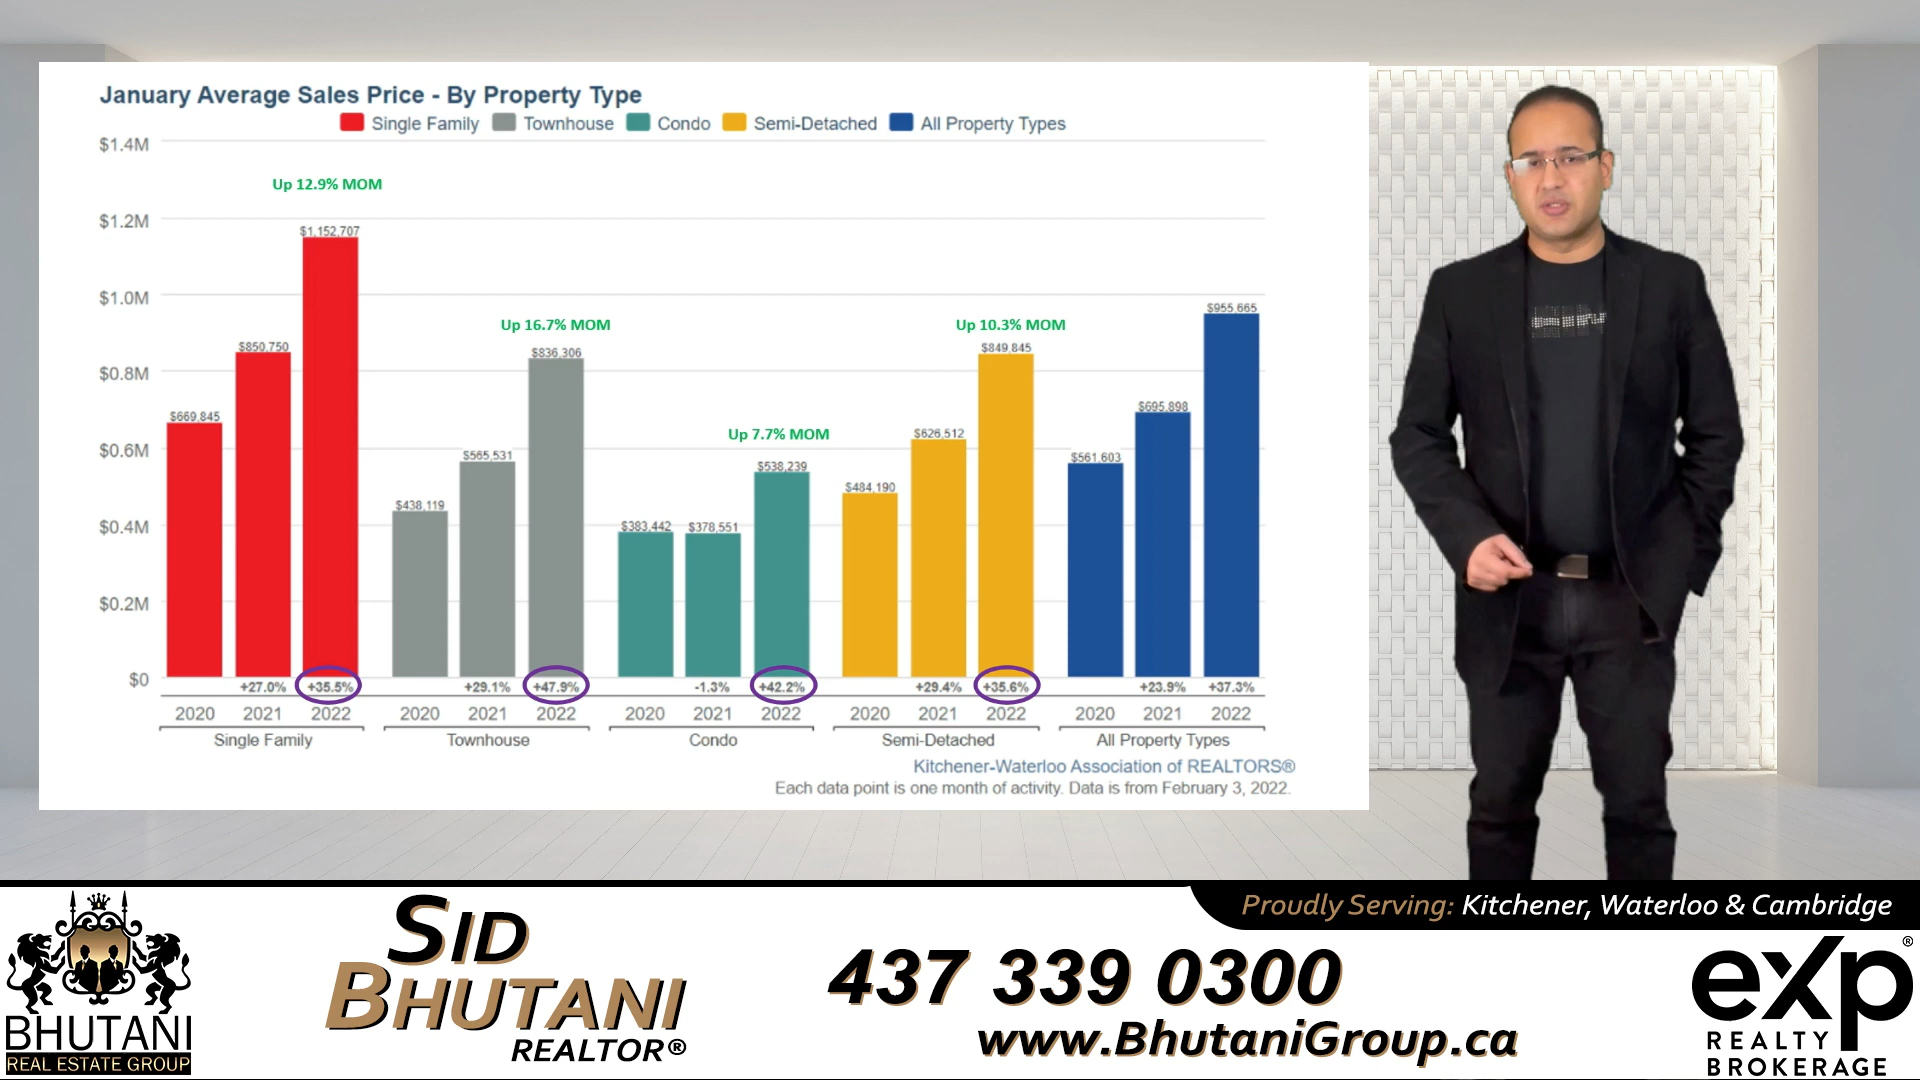 January Average Sales Price - By Property Type
Single Family Townhouse Condo Semi-Detached All Property Types
$1.4M
Up 12.9% MOM
$1.2M
$1,152,707
$1.0M
$955,665
Up 16.7% MOM
Up 10.3% MOM
$850,750
$836,306
$849,845
$0.8M
$695,898
$669,845
Up 7.7% MOM
$626,512
$0.6M
$565,531
$561,603
$538,239
$484,190
$438,119
$0.4M
$383,442
$378,551
$0.2M
$0
+27.0% +35.5% +29.1% +47.9% -1.3% +42.2% +29.4% +35.6% +23.9% +37.3%
2020 2021 2022 2020 2021 2022 2020 2021 2022 2020 2021 2022 2020 2021 2022
Single Family Townhouse Condo Semi-Detached All Property Types
Kitchener-Waterloo Association of REALTORS®
Each data point is one month of activity. Data is from February 3, 2022.
Proudly Serving: Kitchener, Waterloo & Cambridge
BHUTANI
REAL ESTATE GROUP
SID
BHUTANI
REALTOR®
437 339 0300
www.BhutaniGroup.ca
eXp®
REALTY
BROKERAGE